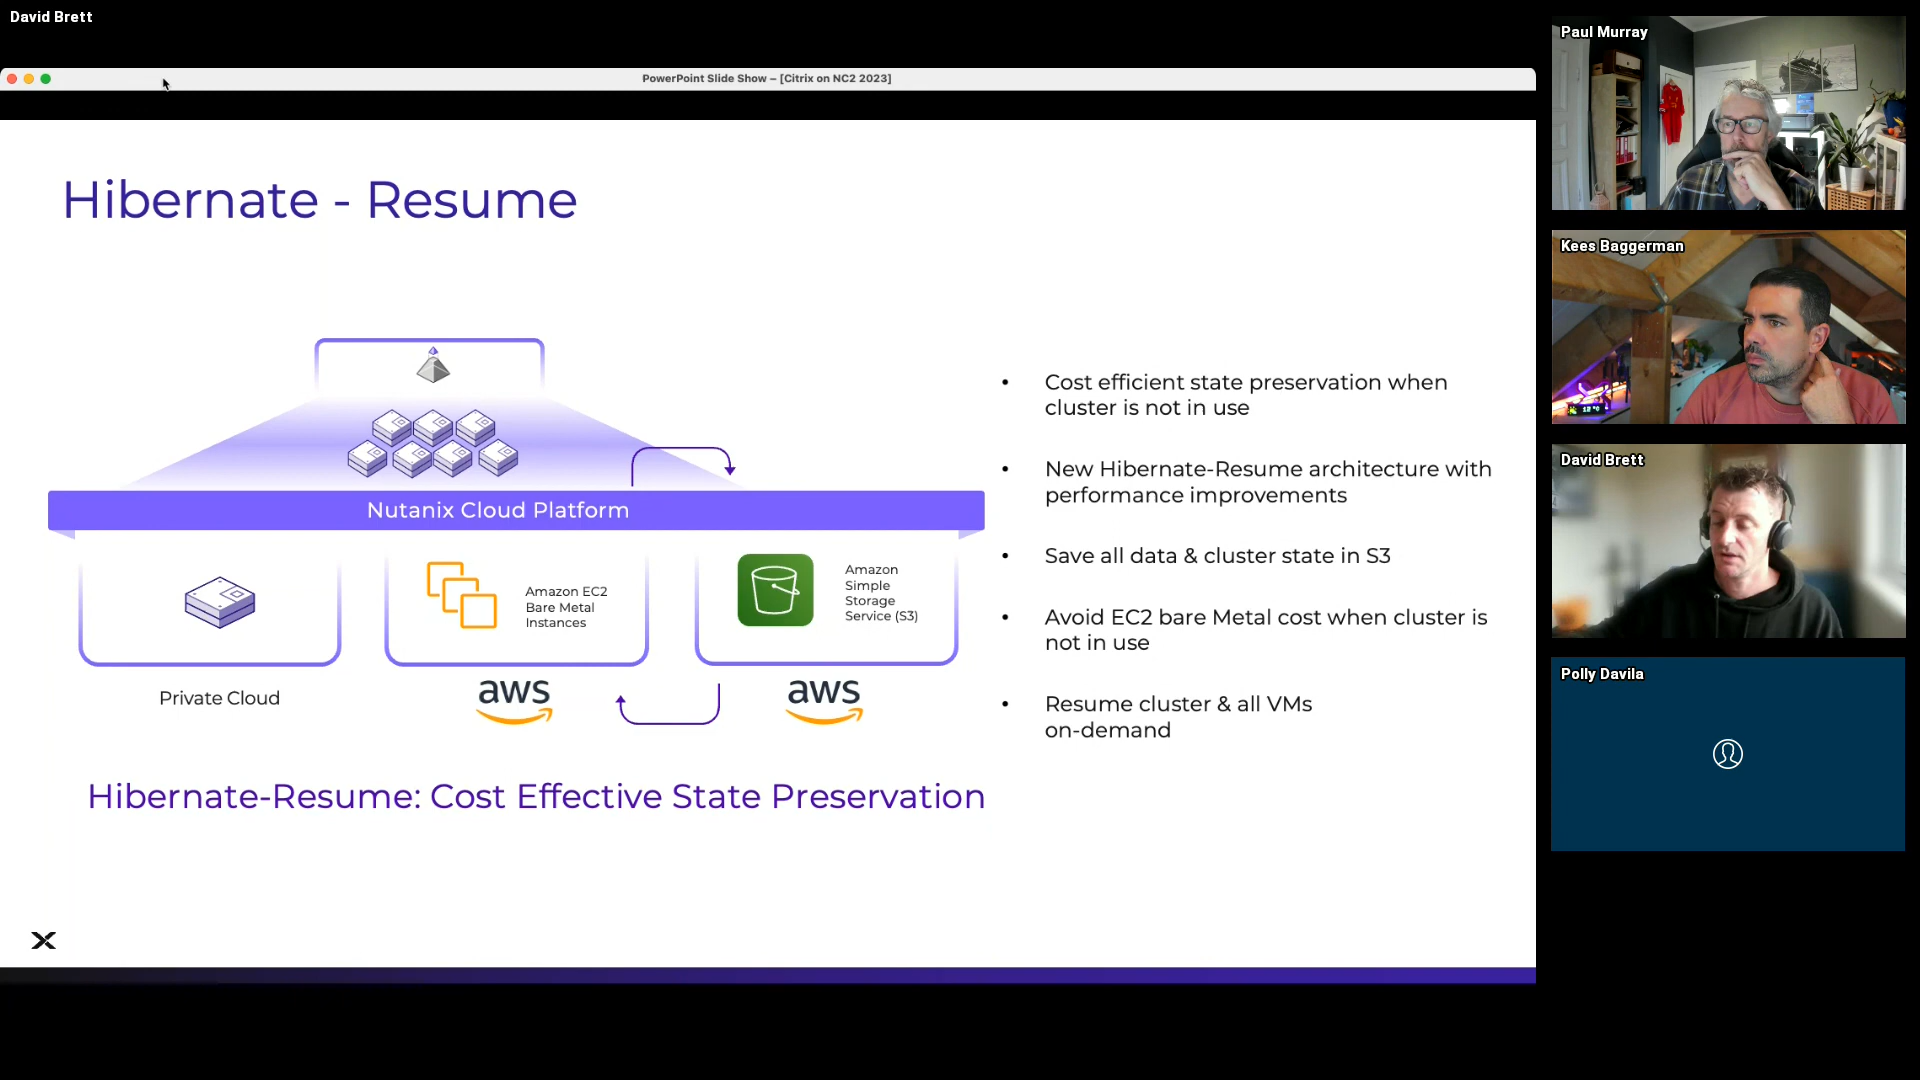 David Brett
PowerPoint Slide Show – [Citrix on NC2 2023]
Hibernate - Resume
Nutanix Cloud Platform
Amazon EC2
Bare Metal
Instances
Amazon
Simple
Storage
Service (S3)
Private Cloud
aws
aws
Hibernate-Resume: Cost Effective State Preservation
• Cost efficient state preservation when
cluster is not in use
• New Hibernate-Resume architecture with
performance improvements
• Save all data & cluster state in S3
• Avoid EC2 bare Metal cost when cluster is
not in use
• Resume cluster & all VMs
on-demand
Paul Murray
Kees Baggerman
David Brett
Polly Davila